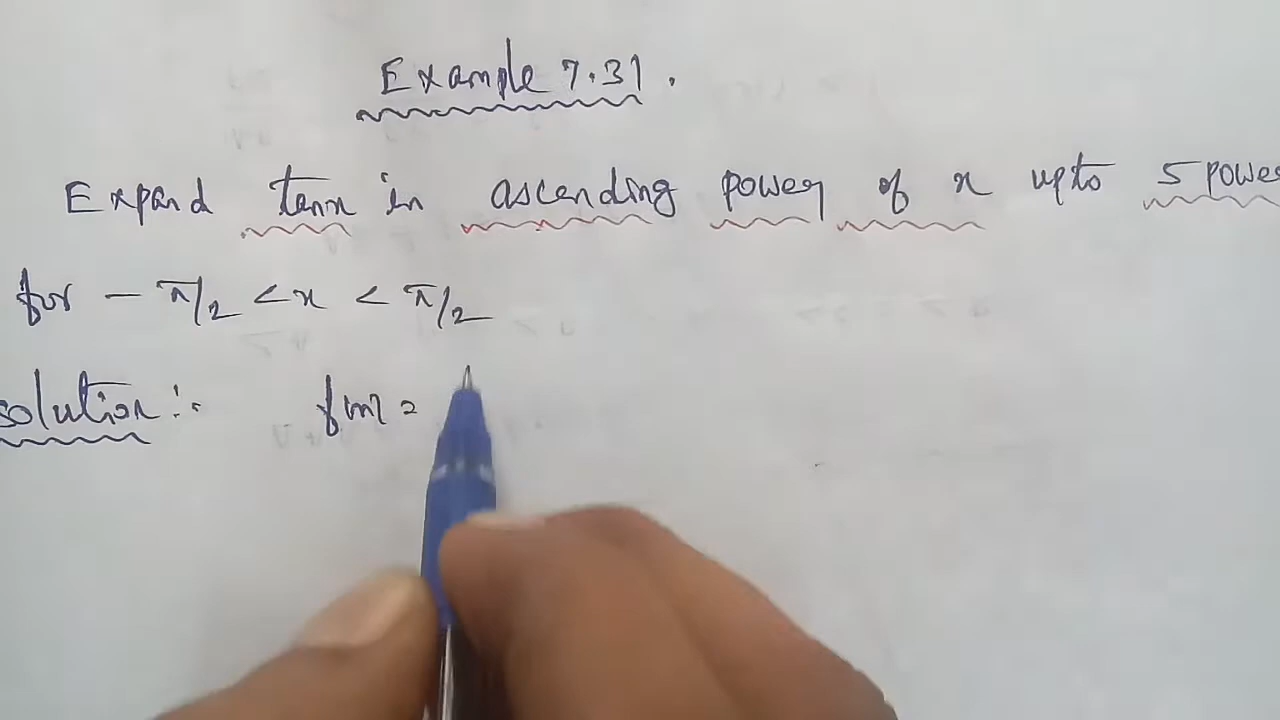 Example 7.31.
Expand tanx in ascending power of x upto 5 power
for - π/2 < x < π/2
solution :- f(x) =